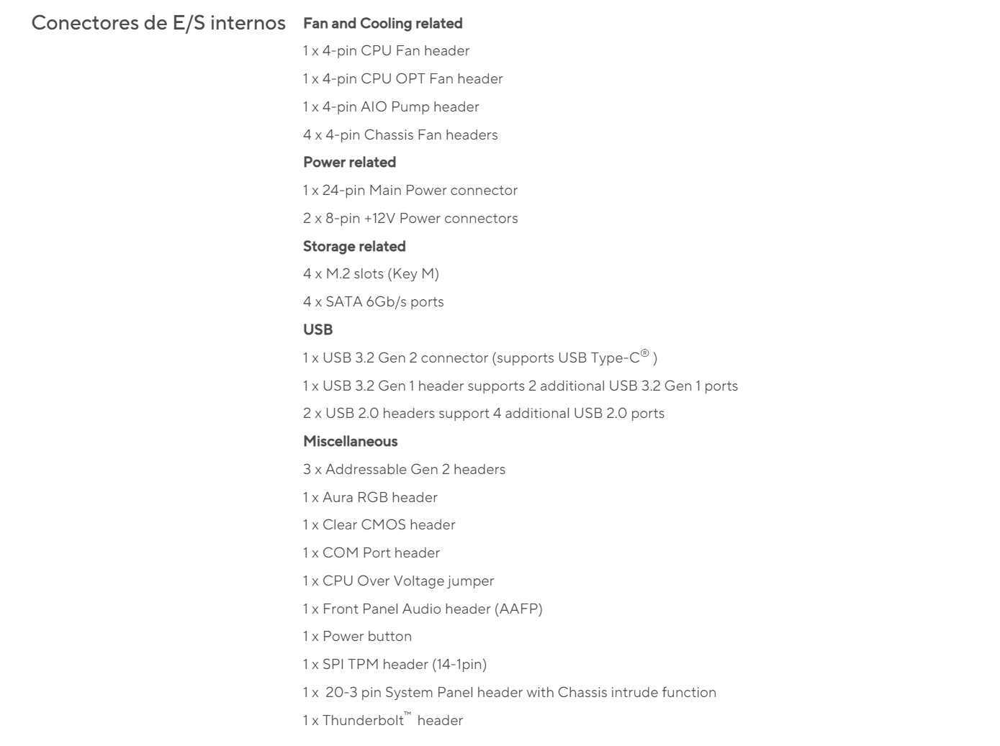 Conectores de E/S internos
Fan and Cooling related
1 x 4-pin CPU Fan header
1 x 4-pin CPU OPT Fan header
1 x 4-pin AIO Pump header
4 x 4-pin Chassis Fan headers
Power related
1 x 24-pin Main Power connector
2 x 8-pin +12V Power connectors
Storage related
4 x M.2 slots (Key M)
4 x SATA 6Gb/s ports
USB
1 x USB 3.2 Gen 2 connector (supports USB Type-C® )
1 x USB 3.2 Gen 1 header supports 2 additional USB 3.2 Gen 1 ports
2 x USB 2.0 headers support 4 additional USB 2.0 ports
Miscellaneous
3 x Addressable Gen 2 headers
1 x Aura RGB header
1 x Clear CMOS header
1 x COM Port header
1 x CPU Over Voltage jumper
1 x Front Panel Audio header (AAFP)
1 x Power button
1 x SPI TPM header (14-1pin)
1 x  20-3 pin System Panel header with Chassis intrude function
1 x Thunderbolt™ header